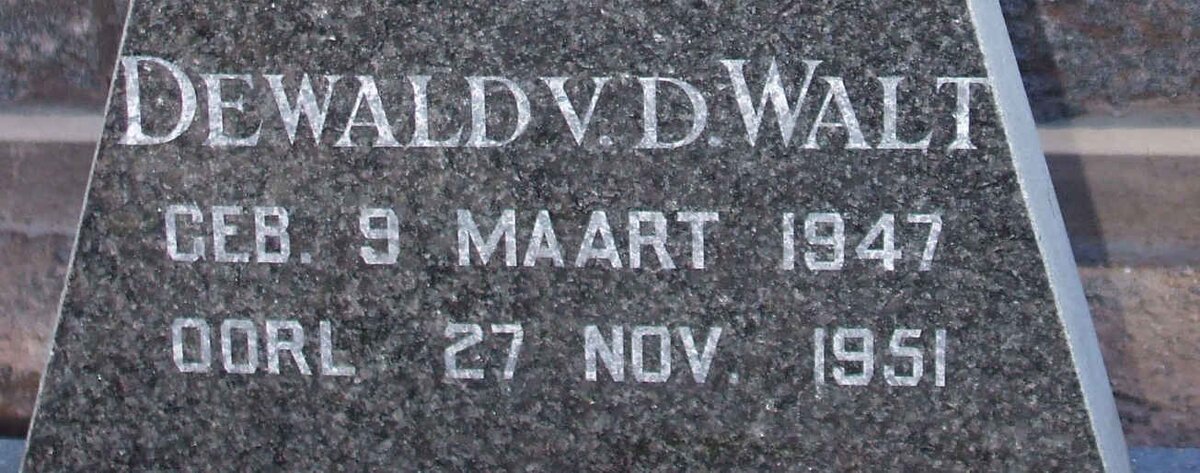 DEWALD V. D. WALT
GEB. 9 MAART 1947
OORL 27 NOV. 1951